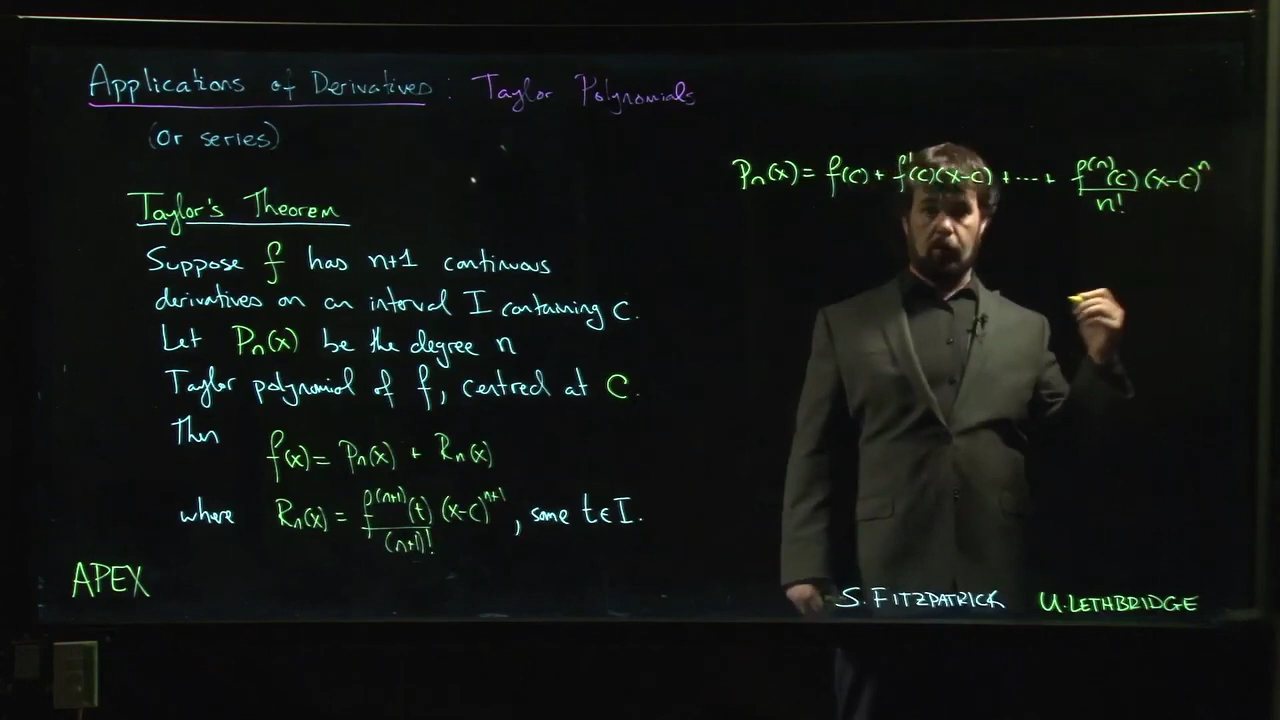 Applications of Derivatives: Taylor Polynomials
(or series)
Taylor's Theorem
Suppose f has n+1 continuous
derivatives on an interval I containing c.
Let Pn(x) be the degree n
Taylor polynomial of f, centred at c.
Then
f(x) = Pn(x) + Rn(x)
where Rn(x) = f^(n+1)(t)/(n+1)! (x-c)^n+1, some t∈I.
APEX
Pn(x) = f(c) + f'(c)(x-c) + ... + f^(n)(c)/n! (x-c)^n
S. FITZPATRICK U. LETHBRIDGE